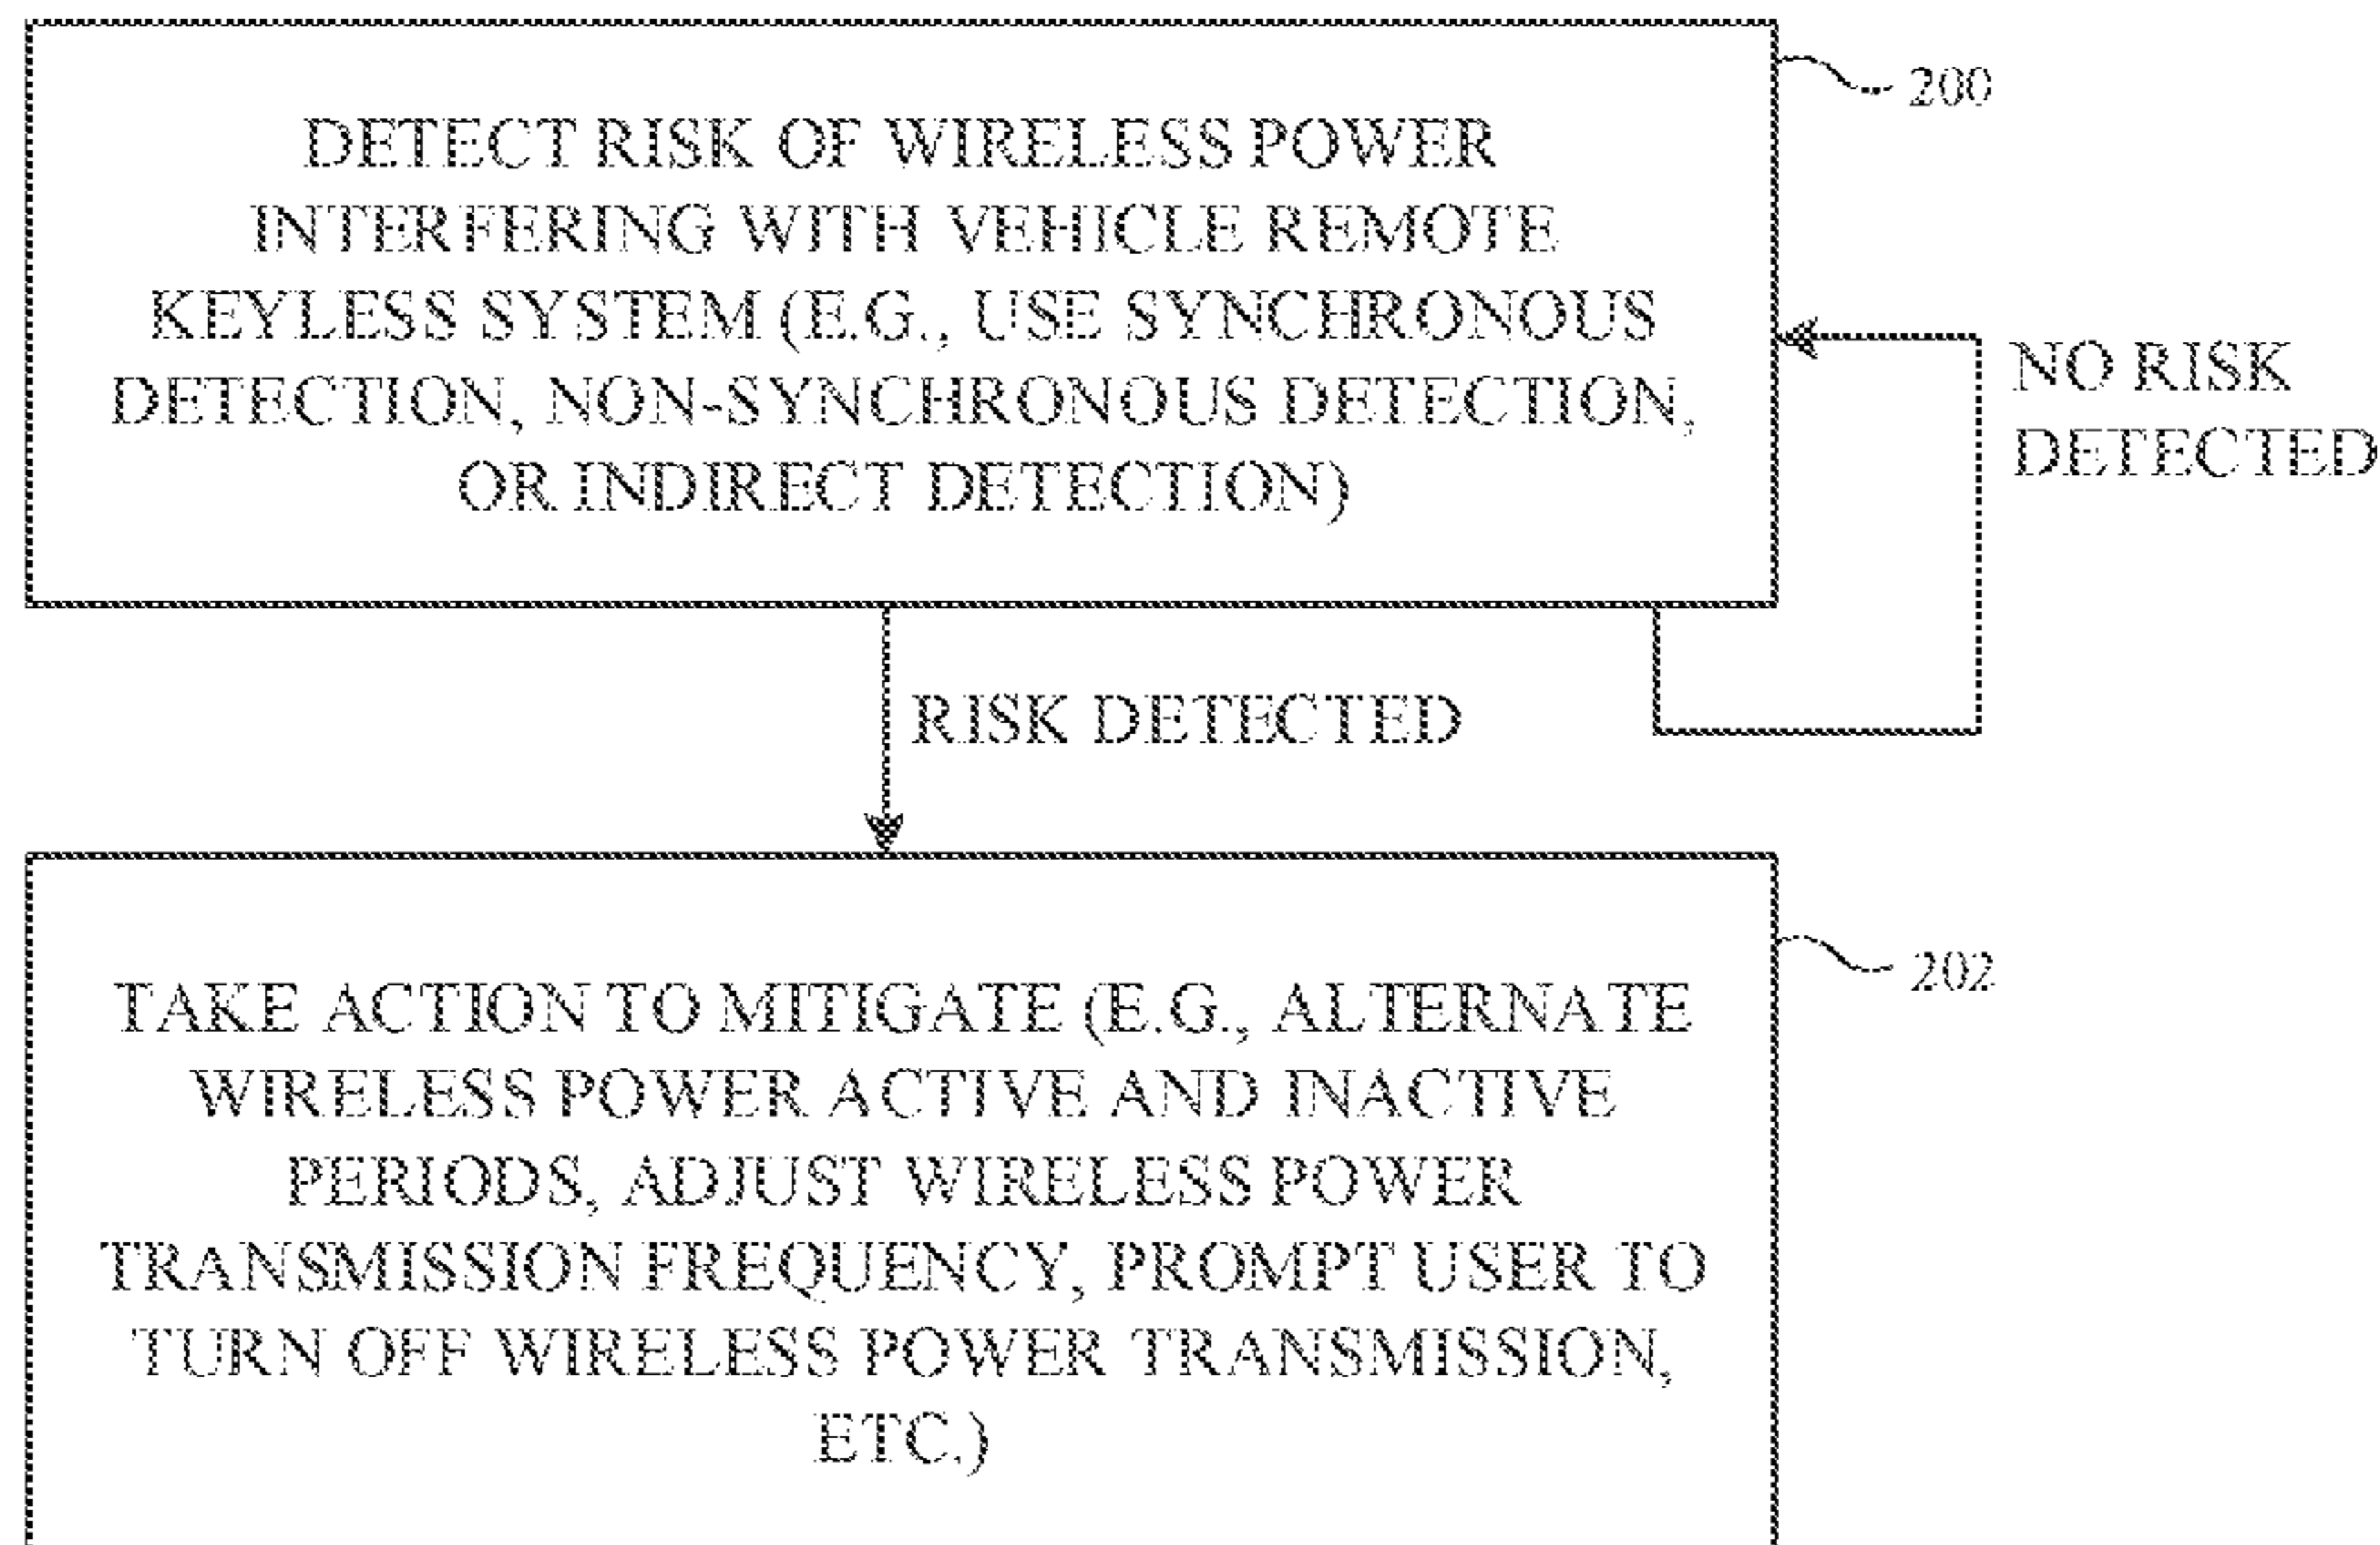 200
DETECT RISK OF WIRELESS POWER
INTERFERING WITH VEHICLE REMOTE
KEYLESS SYSTEM (E.G., USE SYNCHRONOUS
DETECTION, NON-SYNCHRONOUS DETECTION,
OR INDIRECT DETECTION)
NO RISK
DETECTED
RISK DETECTED
202
TAKE ACTION TO MITIGATE (E.G., ALTERNATE
WIRELESS POWER ACTIVE AND INACTIVE
PERIODS, ADJUST WIRELESS POWER
TRANSMISSION FREQUENCY, PROMPT USER TO
TURN OFF WIRELESS POWER TRANSMISSION,
ETC.)